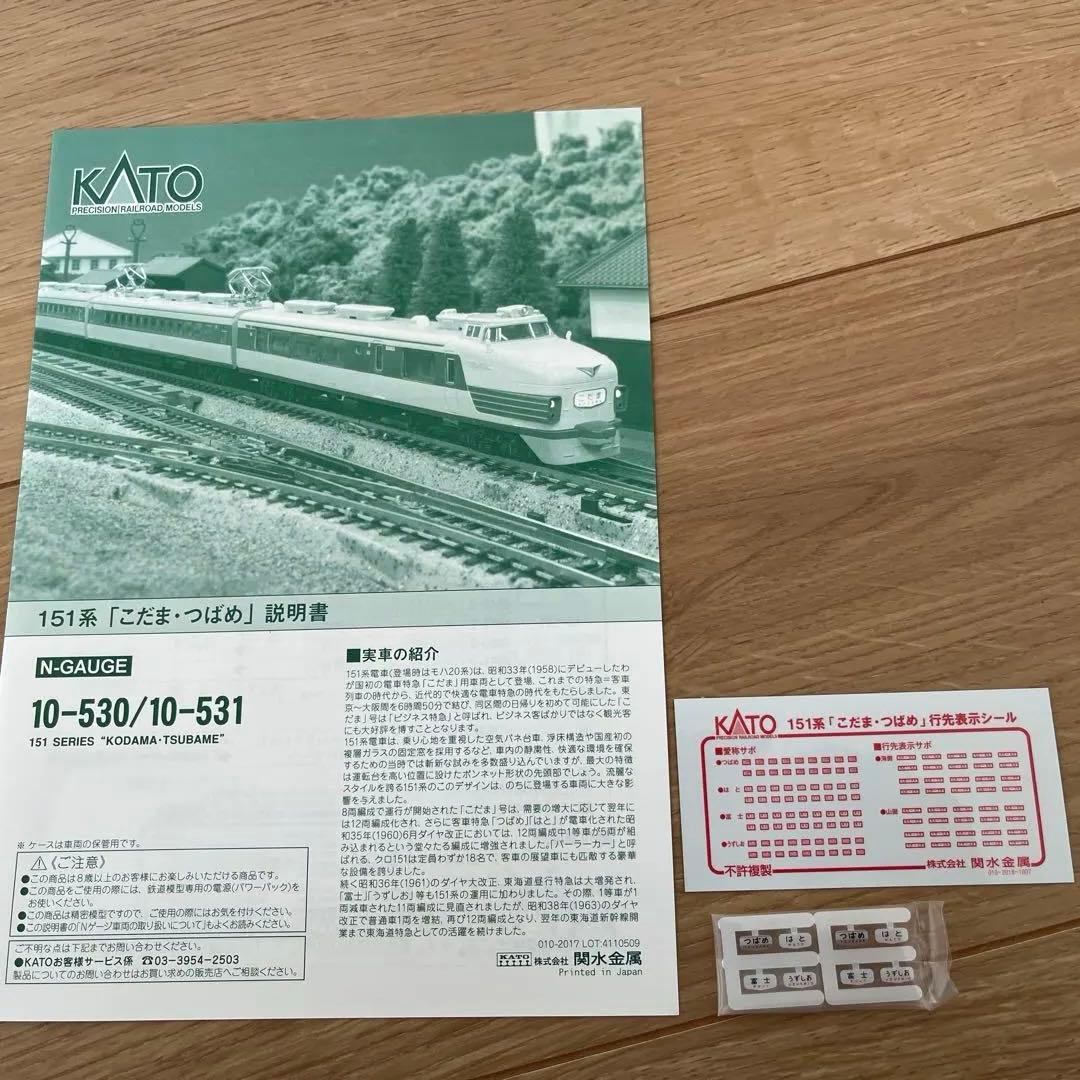 KATO
PRECISION RAILROAD MODELS
こだま
151系「こだま・つばめ」説明書
N-GAUGE
10-530/10-531
151 SERIES “KODAMA・TSUBAME”
※ ケースは車両の保管用です。
⚠《ご注意》
●この商品は8歳以上のお客様にお楽しみいただける商品です。
●この商品をご使用の際には、鉄道模型専用の電源(パワーパック)を
お使いください。
●この商品は精密模型ですので、ご使用の際にはお気を付けください。
●この説明書の「Nゲージ車両の取り扱いについて」もよくお読みください。
ご不明な点は下記までお問い合わせください。
●KATOお客様サービス係 ☎03-3954-2503
製品についてのお問い合わせはお買い求めの販売店へご相談ください。
■実車の紹介
151系電車(登場時はモハ20系)は、昭和33年(1958)にデビューしたわ
が国初の電車特急「こだま」用車両として登場、これまでの特急=客車
列車の時代から、近代的で快適な電車特急の時代をもたらしました。東
京〜大阪間を6時間50分で結び、同区間の日帰りを初めて可能にした「こ
だま」号は「ビジネス特急」と呼ばれ、ビジネス客ばかりではなく観光客
にも大好評を博すこととなります。
151系電車は、乗り心地を重視した空気バネ台車、浮床構造や国産初の
複層ガラスの固定窓を採用するなど、車内の静粛性、快適な環境を確保
するための当時では斬新な試みを多数盛り込んでいますが、最大の特徴
は運転台を高い位置に設けたボンネット形状の先頭部でしょう。流麗な
スタイルを誇る151系のこのデザインは、のちに登場する車両に大きな影
響を与えました。
8両編成で運行が開始された「こだま」号は、需要の増大に応じて翌年に
は12両編成化され、さらに客車特急「つばめ」「はと」が電車化された昭
和35年(1960)6月ダイヤ改正においては、12両編成中1等車が5両が組
み込まれるという堂々たる編成に増強されました。「パーラーカー」と呼
ばれる、クロ151は定員わずか18名で、客車の展望車にも匹敵する豪華
な設備を誇りました。
続く昭和36年(1961)のダイヤ大改正、東海道昼行特急は大増発され、
「富士」「うずしお」等も151系の運用に加わりました。その際、1等車が1
両減車された11両編成に見直されましたが、昭和38年(1963)のダイヤ
改正で普通車1両を増結、再び12両編成となり、翌年の東海道新幹線開
業まで東海道特急としての活躍を続けました。
010-2017 LOT:4110509
KATO 株式会社 関水金属
Printed in Japan
KATO
PRECISION RAILROAD MODELS
151系「こだま・つばめ」行先表示シール
■愛称サボ
●つばめ
●はと
●富士
●うずしお
■行先表示サボ
●海側
●山側
不許複製
株式会社 関水金属
010-2018-1007
つばめ
TSUBAME
はと
HATO
つばめ
TSUBAME
はと
HATO
富士
FUJI
うずしお
UZUSHIO
富士
FUJI
うずしお
UZUSHIO